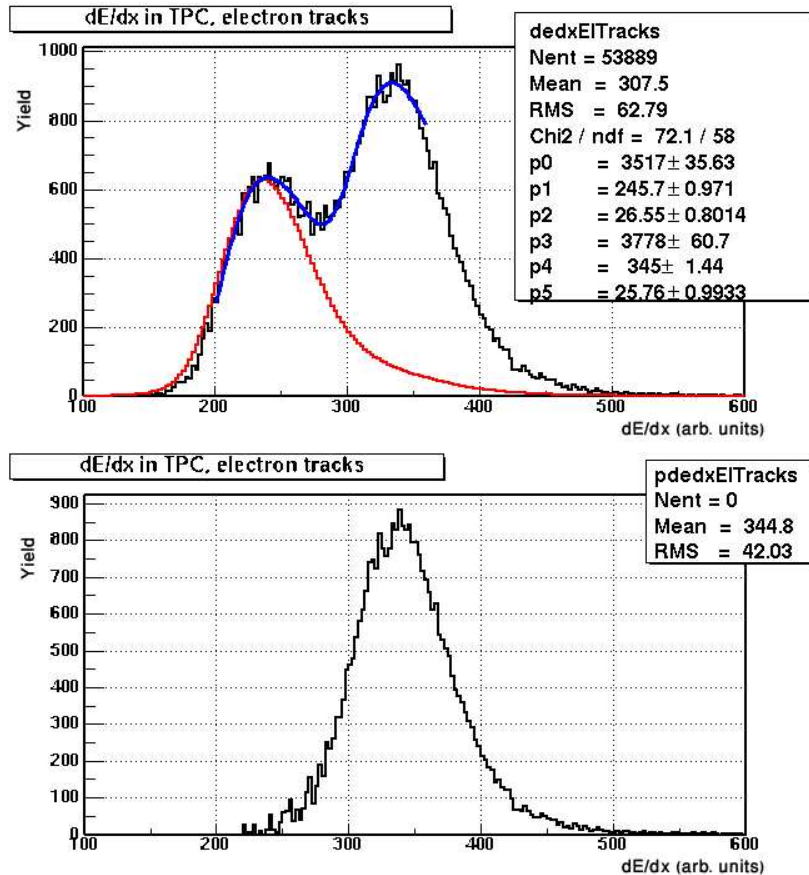 dE/dx in TPC, electron tracks
dedxElTracks
Nent = 53889
Mean = 307.5
RMS = 62.79
Chi2 / ndf = 72.1 / 58
p0 = 3517 ± 35.63
p1 = 245.7 ± 0.971
p2 = 26.55 ± 0.8014
p3 = 3778 ± 60.7
p4 = 345 ± 1.44
p5 = 25.76 ± 0.9933
Yield
1000
800
600
400
200
0
100 200 300 400 500 600
dE/dx (arb. units)
dE/dx in TPC, electron tracks
pdedxElTracks
Nent = 0
Mean = 344.8
RMS = 42.03
Yield
900
800
700
600
500
400
300
200
100
0
100 200 300 400 500 600
dE/dx (arb. units)